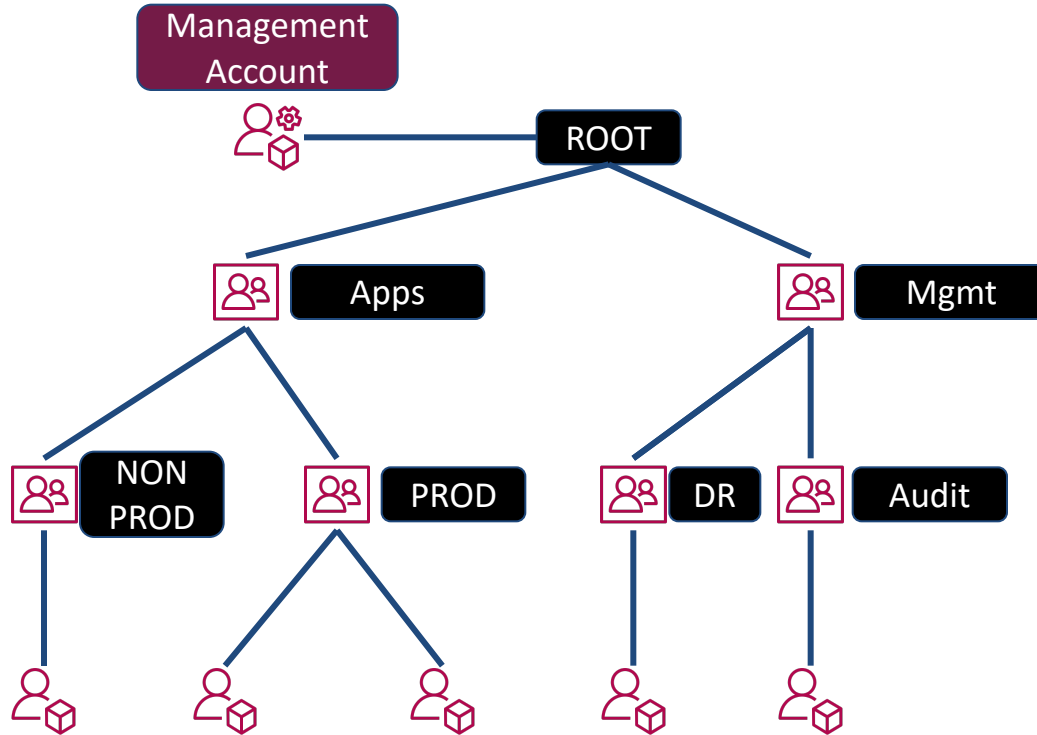 Management
Account
ROOT
Apps
Mgmt
NON
PROD
PROD
DR
Audit